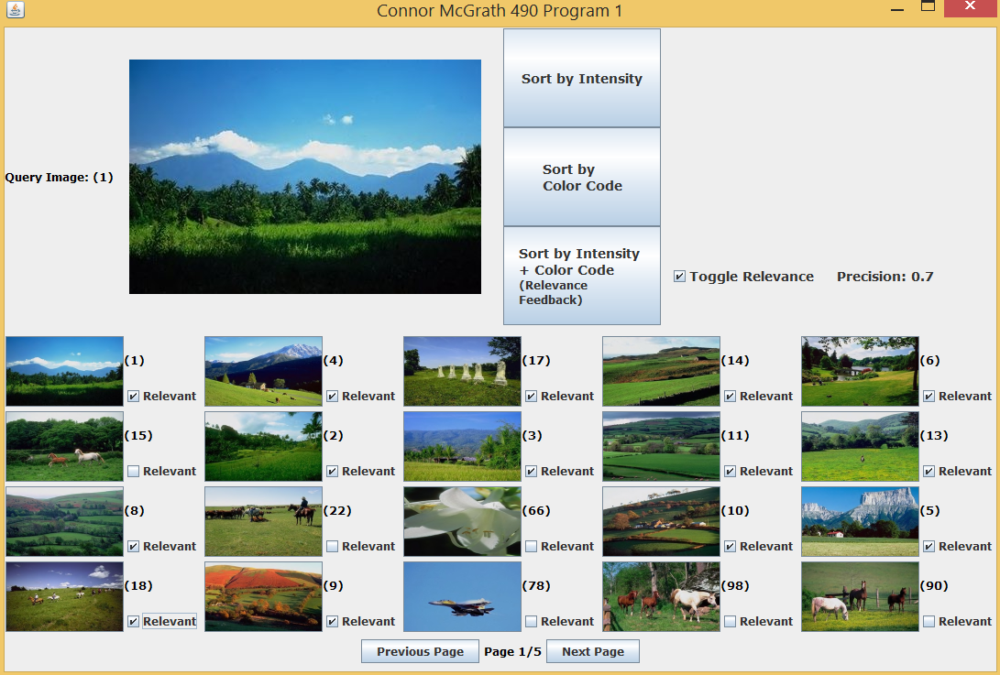 Connor McGrath 490 Program 1
Query Image: (1)
Sort by Intensity
Sort by
Color Code
Sort by Intensity
+ Color Code
(Relevance
Feedback)
Toggle Relevance Precision: 0.7
(1) (4) (17) (14) (6)
Relevant Relevant Relevant Relevant Relevant
(15) (2) (3) (11) (13)
Relevant Relevant Relevant Relevant Relevant
(8) (22) (66) (10) (5)
Relevant Relevant Relevant Relevant Relevant
(18) (9) (78) (98) (90)
Relevant Relevant Relevant Relevant Relevant
Previous Page Page 1/5 Next Page